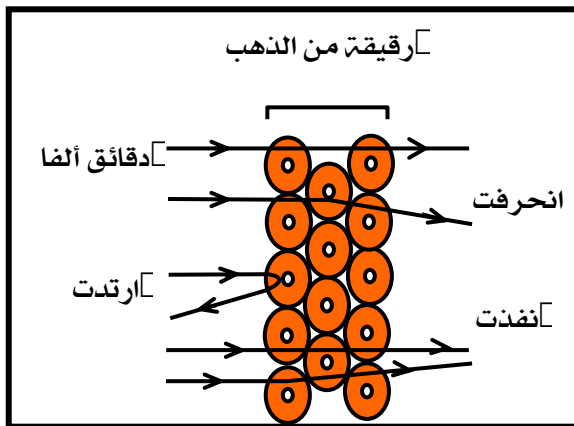 رقيقة من الذهب
دقائق ألفا
انحرفت
ارتدت
نفذت